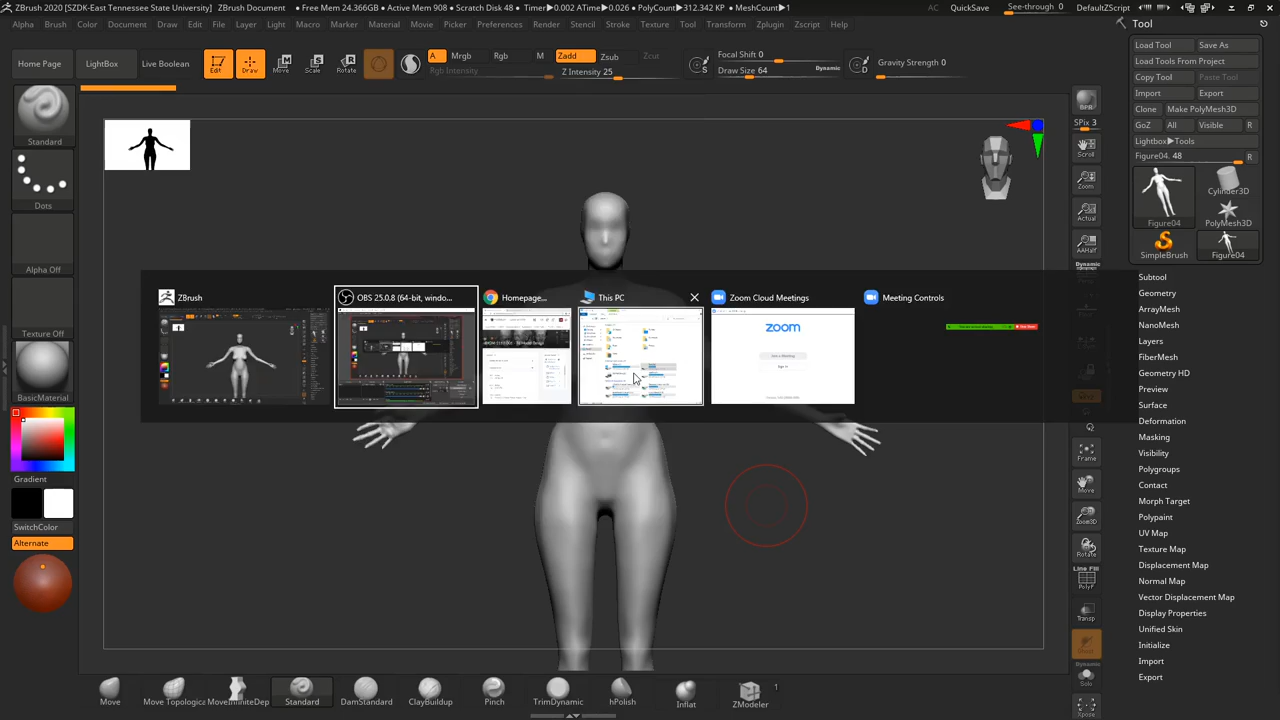 ZBrush 2020 [SZDK-East Tennessee State University] ZBrush Document • Free Mem 24.366GB • Active Mem 908 • Scratch Disk 48 • Timer▶0.002 ATime▶0.026 • PolyCount▶312.342 KP • MeshCount▶1 AC QuickSave See-through 0 Menus DefaultZScript
Alpha Brush Color Document Draw Edit File Layer Light Macro Marker Material Movie Picker Preferences Render Stencil Stroke Texture Tool Transform Zplugin Zscript Help
Tool
Load Tool Save As
Load Tools From Project
Copy Tool Paste Tool
Import Export
Clone Make PolyMesh3D
GoZ All Visible R
Lightbox▶Tools
Figure04. 48 R
Figure04 Cylinder3D PolyMesh3D
SimpleBrush Figure04
Home Page LightBox Live Boolean Edit Draw Move Scale Rotate
A Mrgb Rgb M Zadd Zsub Zcut
Rgb Intensity Z Intensity 25
Focal Shift 0
Draw Size 64 Dynamic
Gravity Strength 0
S
D
Standard
Dots
Alpha Off
Texture Off
BasicMaterial
Gradient
SwitchColor
Alternate
BPR
SPix 3
Scroll
Zoom
Actual
AAHalf
Dynamic
Frame
Move
Zoom3D
Rotate
Line Fill
PolyF
Transp
Dynamic
Solo
Xpose
ZBrush
OBS 25.0.8 (64-bit, windo...
Homepage...
This PC
Zoom Cloud Meetings
Meeting Controls
zoom
Subtool
Geometry
ArrayMesh
NanoMesh
Layers
FiberMesh
Geometry HD
Preview
Surface
Deformation
Masking
Visibility
Polygroups
Contact
Morph Target
Polypaint
UV Map
Texture Map
Displacement Map
Normal Map
Vector Displacement Map
Display Properties
Unified Skin
Initialize
Import
Export
Move Move Topologica MoveInfiniteDep Standard DamStandard ClayBuildup Pinch TrimDynamic hPolish Inflat ZModeler 1